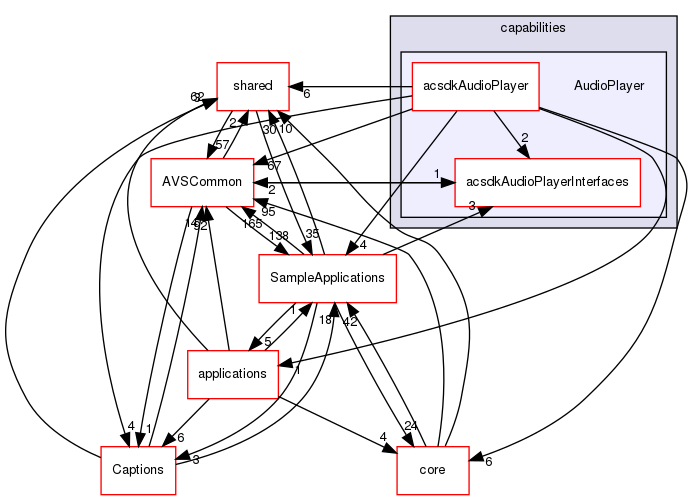 capabilities
shared
acsdkAudioPlayer
AudioPlayer
62
6
2
30
10
57
2
67
AVSCommon
1
acsdkAudioPlayerInterfaces
2
95
3
165
138
35
4
SampleApplications
1
18
42
5
applications
1
4
1
6
4
24
3
6
Captions
core